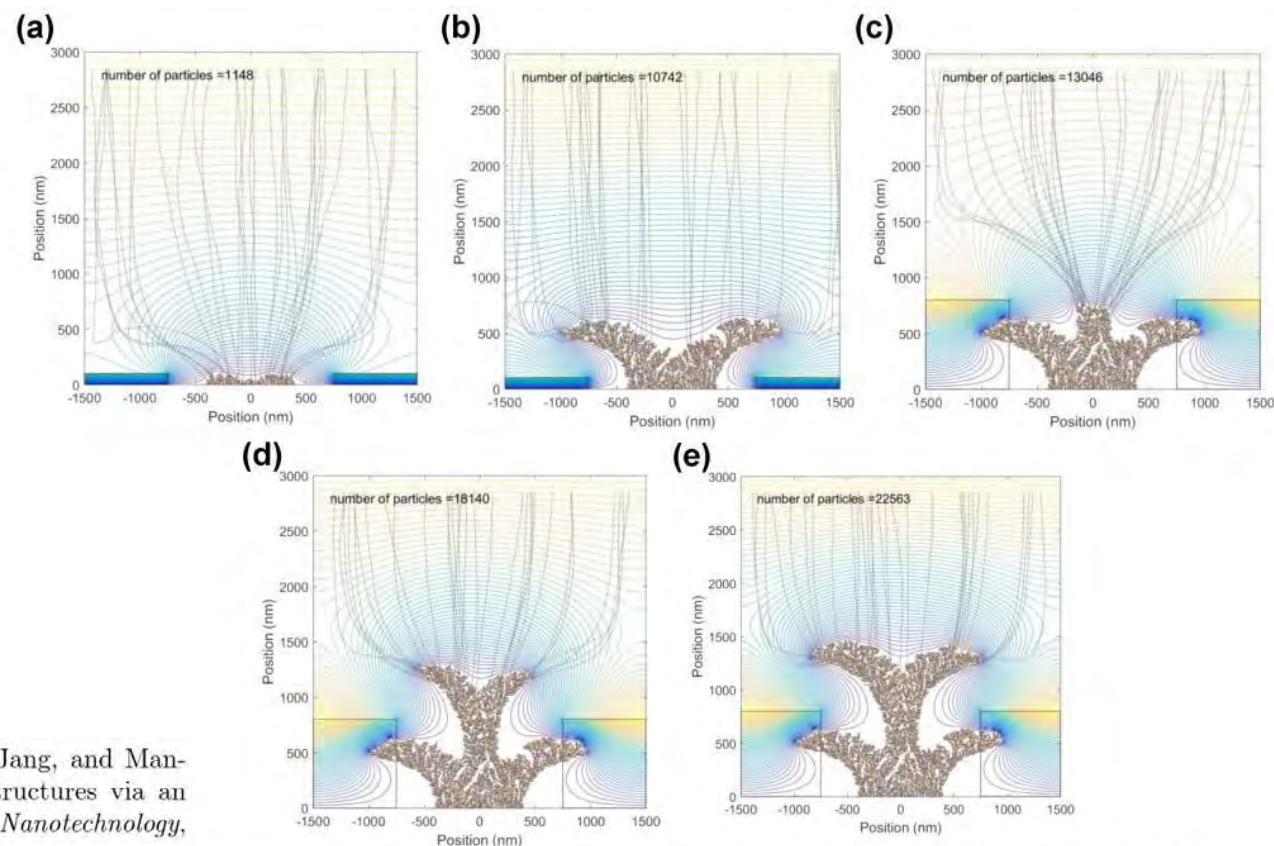 (a)
3000
2500
2000
1500
1000
500
0
Position (nm)
number of particles =1148
-1500 -1000 -500 0 500 1000 1500
Position (nm)
(b)
3000
2500
2000
1500
1000
500
0
Position (nm)
number of particles =10742
-1500 -1000 -500 0 500 1000 1500
Position (nm)
(c)
3000
2500
2000
1500
1000
500
0
Position (nm)
number of particles =13046
-1500 -1000 -500 0 500 1000 1500
Position (nm)
(d)
3000
2500
2000
1500
1000
500
0
Position (nm)
number of particles =18140
-1500 -1000 -500 0 500 1000 1500
Position (nm)
(e)
3000
2500
2000
1500
1000
500
0
Position (nm)
number of particles =22563
-1500 -1000 -500 0 500 1000 1500
Position (nm)
Jang, and Man-
ructures via an
Nanotechnology,